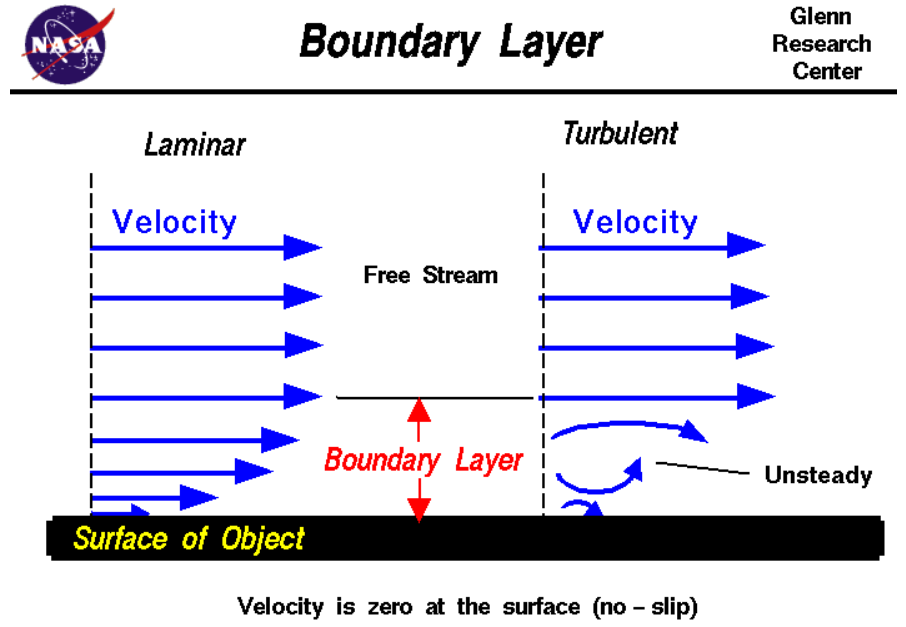 NASA
Boundary Layer
Glenn
Research
Center
Laminar
Turbulent
Velocity
Velocity
Free Stream
Boundary Layer
Unsteady
Surface of Object
Velocity is zero at the surface (no – slip)